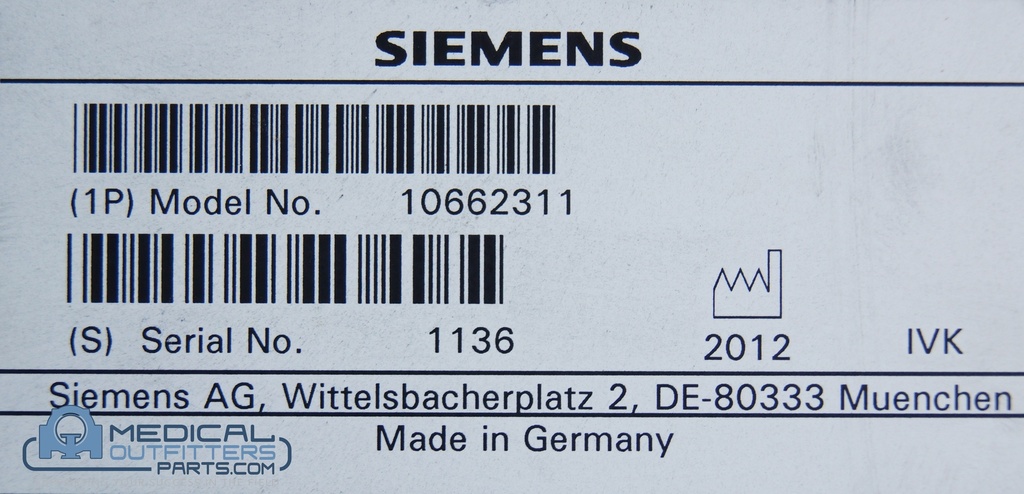 SIEMENS
(1P) Model No. 10662311
(S) Serial No. 1136
2012 IVK
Siemens AG, Wittelsbacherplatz 2, DE-80333 Muenchen
Made in Germany
MEDICAL
OUTFITTERS
PARTS.COM